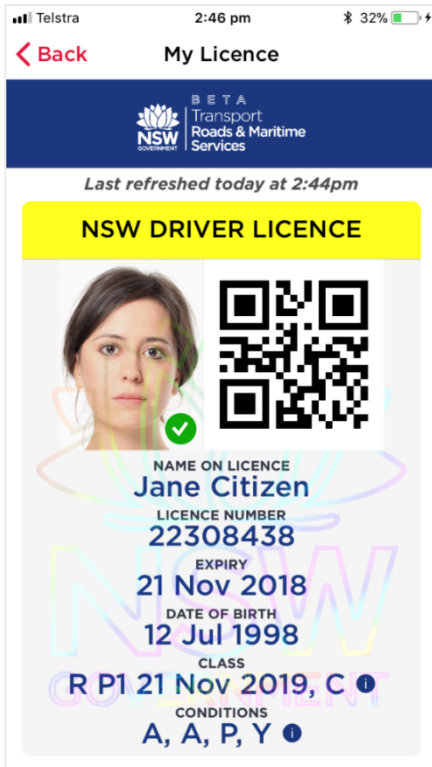 Telstra 2:46 pm 32%
Back My Licence
BETA
Transport
Roads & Maritime
Services
NSW
GOVERNMENT
Last refreshed today at 2:44pm
NSW DRIVER LICENCE
NAME ON LICENCE
Jane Citizen
LICENCE NUMBER
22308438
EXPIRY
21 Nov 2018
DATE OF BIRTH
12 Jul 1998
CLASS
R P1 21 Nov 2019, C i
CONDITIONS
A, A, P, Y i
NSW
GOVERNMENT